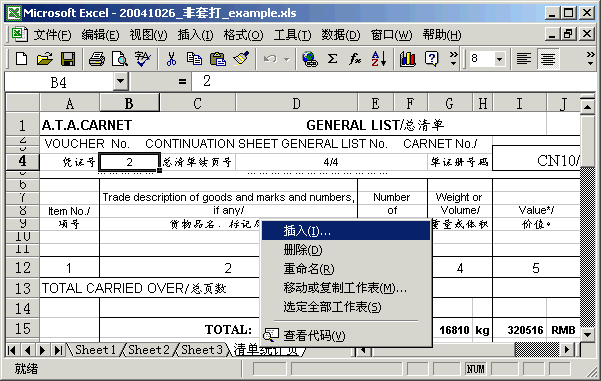 Microsoft Excel - 20041026_非套打_example.xls
文件(F) 编辑(E) 视图(V) 插入(I) 格式(O) 工具(T) 数据(D) 窗口(W) 帮助(H)
8
B4 = 2
A B C D E F G H I J
1 A.T.A.CARNET GENERAL LIST/总清单
2 VOUCHER No. CONTINUATION SHEET GENERAL LIST No. CARNET No./
4 凭证号 2 总清单续页号 4/4 单证册号码 CN10/
6
7 Trade description of goods and marks and numbers, Number Weight or
8 Item No./ if any/ of Volume/ Value*/
9 项号 货物品名、标记 重量或体积 价值*
10
11
12 1 2 4 5
13 TOTAL CARRIED OVER/总页数
14
15 TOTAL: 16810 kg 320516 RMB
插入(I)...
删除(D)
重命名(R)
移动或复制工作表(M)...
选定全部工作表(S)
查看代码(V)
Sheet1 Sheet2 Sheet3 清单统计页
就绪 NUM